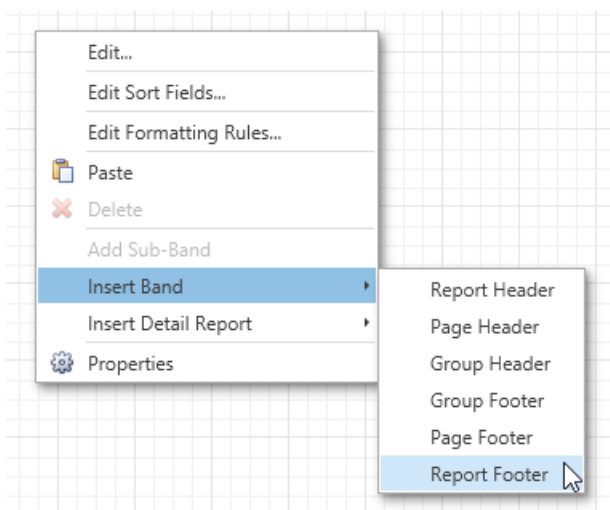 Edit...
Edit Sort Fields...
Edit Formatting Rules...
Paste
Delete
Add Sub-Band
Insert Band
Insert Detail Report
Properties
Report Header
Page Header
Group Header
Group Footer
Page Footer
Report Footer